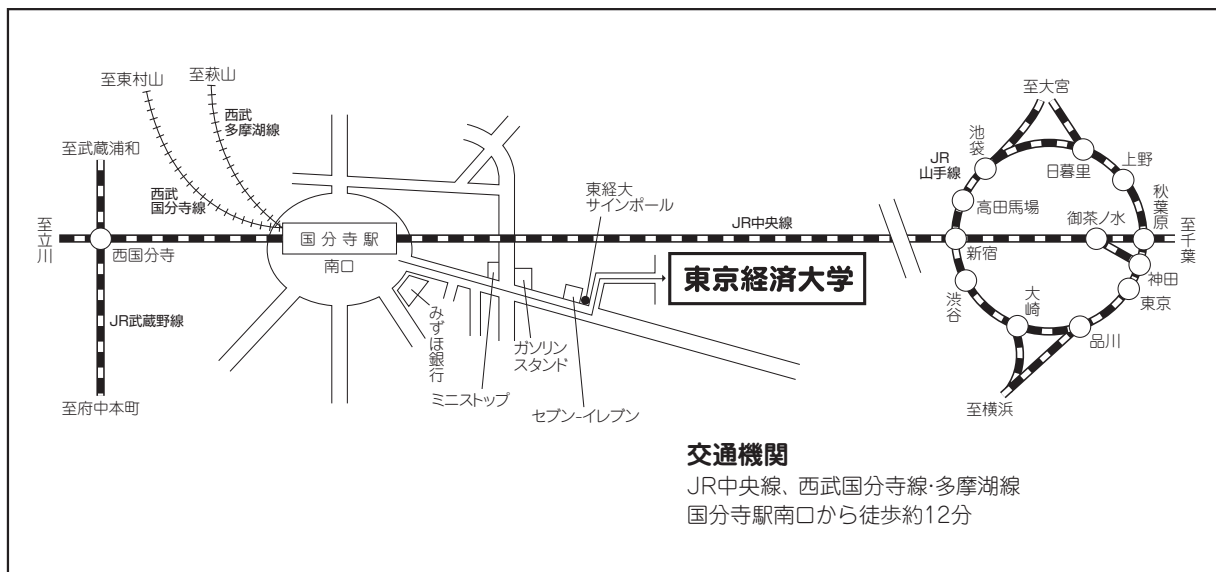 至東村山
至萩山
西武
多摩湖線
至武蔵浦和
西武
国分寺線
至立川
西国分寺
国分寺駅
南口
JR武蔵野線
至府中本町
みずほ銀行
ミニストップ
ガソリン
スタンド
セブン-イレブン
東経大
サインポール
JR中央線
東京経済大学
至大宮
池袋
日暮里
上野
JR
山手線
秋葉原
高田馬場
御茶ノ水
至千葉
新宿
神田
渋谷
大崎
東京
品川
至横浜
交通機関
JR中央線、西武国分寺線・多摩湖線
国分寺駅南口から徒歩約12分